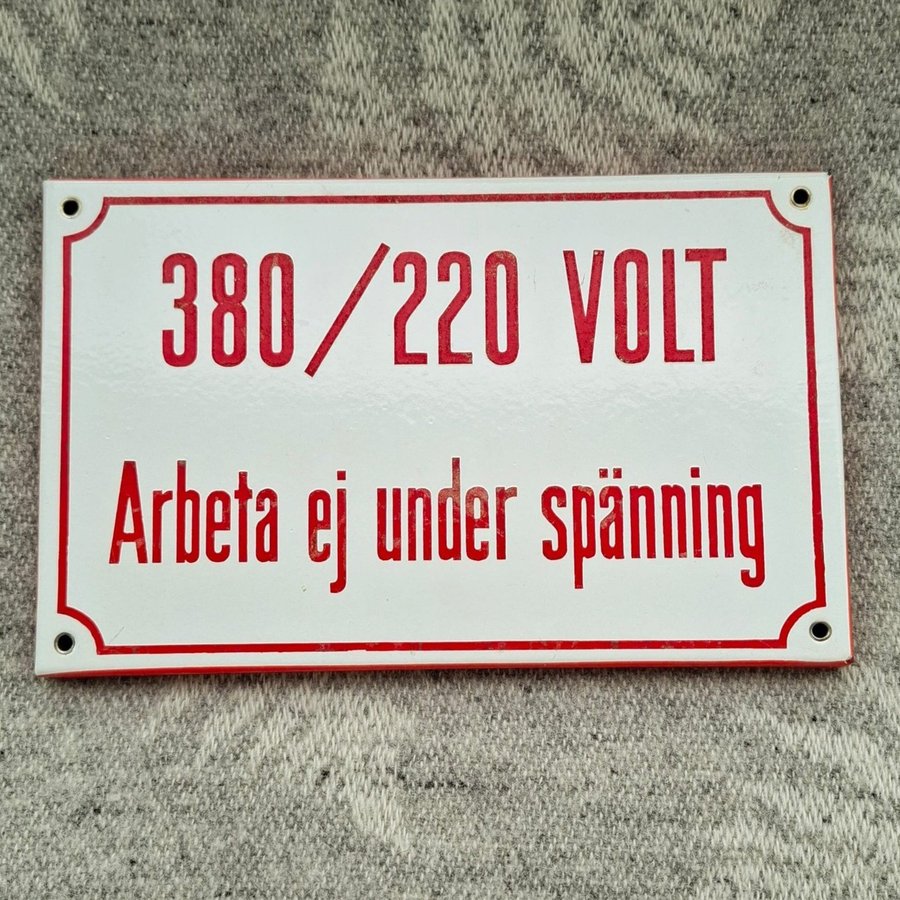 380/220 VOLT
Arbeta ej under spänning